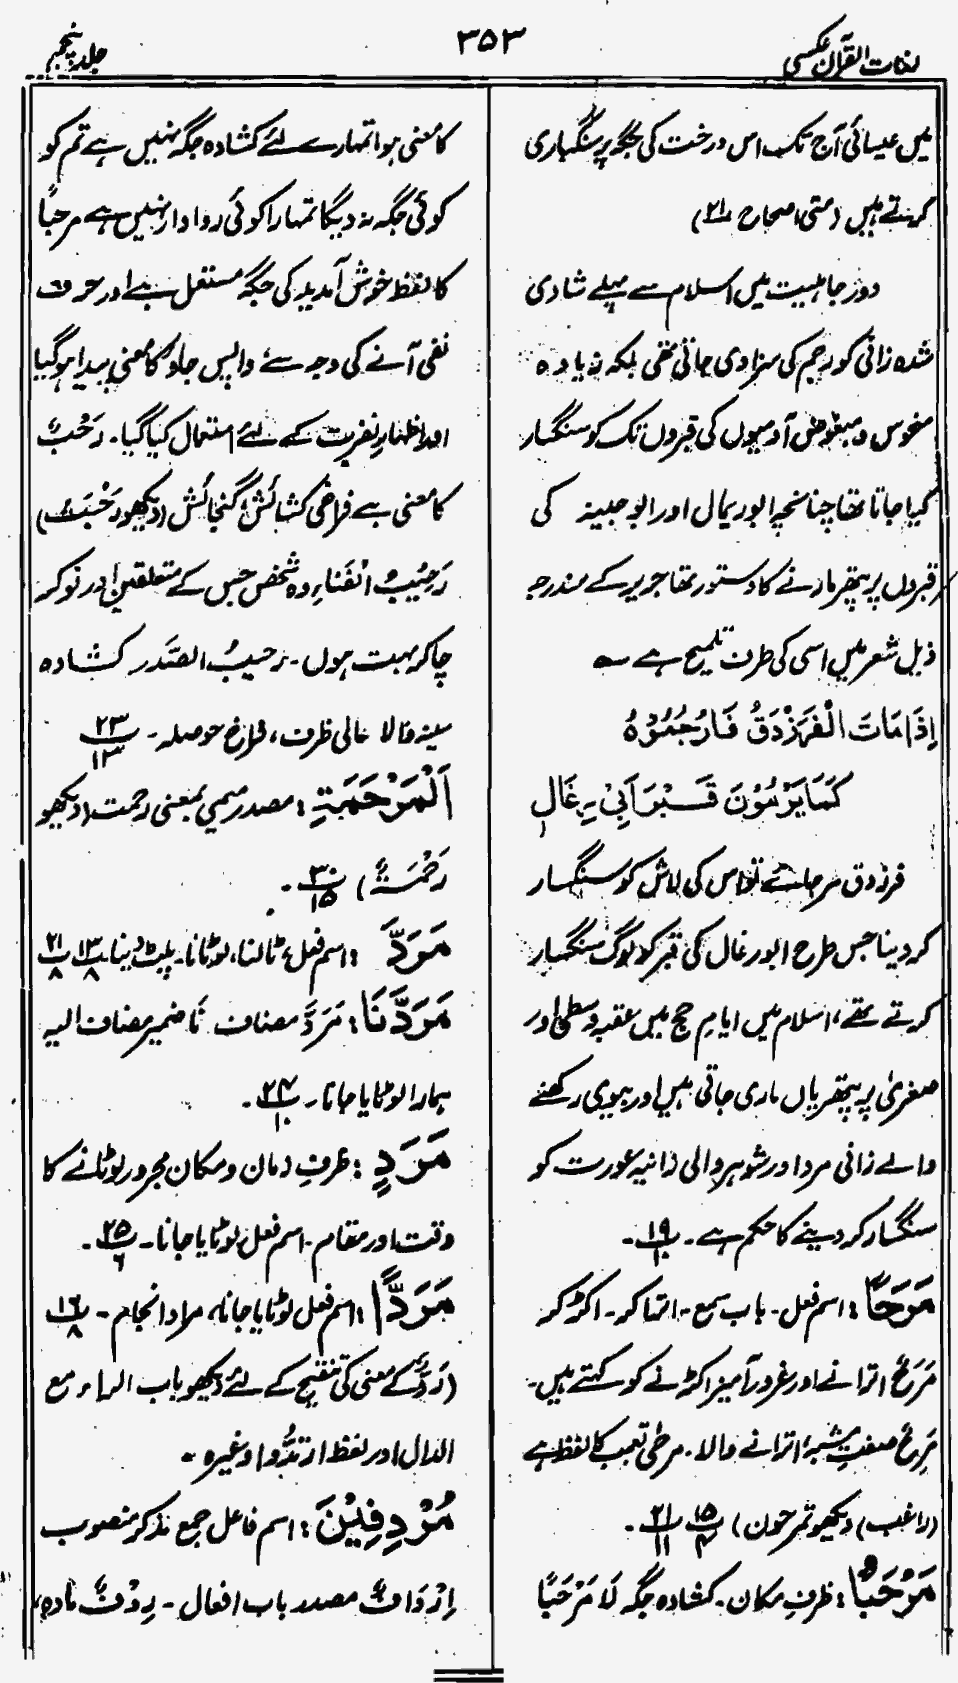 لغات القرآن عکسی
۳۵۳
جلد پنجم
میں عیسائی آج تک اس درخت کی جگہ پر سنگباری
کرتے ہیں (متی اصحاح ۲۱)
دورِ جاہلیت میں اسلام سے پہلے شادی
شدہ زانی کو رجم کی سزا دی جاتی تھی بلکہ زیادہ
منحوس و مبغوض آدمیوں کی قبروں تک کو سنگسار
کیا جاتا تھا چنانچہ ابو ریمال اور ابو جبینہ کی
قبروں پر پتھر مارنے کا دستور تھا جریر کے مندرجہ
ذیل شعر میں اسی کی طرف تلمیح ہے ؎
اِذَا مَاتَ الْفَرَزْدَقُ فَارْجُمُوْهُ
کَمَا یَرْمُوْنَ قَبْرَ اَبِیْ رِغَالِ
فرزدق مر جائے تو اس کی لاش کو سنگسار
کر دینا جس طرح ابو رغال کی قبر کو لوگ سنگسار
کرتے تھے، اسلام میں ایامِ حج میں عقبہ وسطیٰ اور
صغریٰ پر پتھریاں ماری جاتی ہیں اور بیوی رکھنے
والے زانی مرد اور شوہر والی زانیہ عورت کو
سنگسار کر دینے کا حکم ہے۔ ۱۹/۱۰۔
مَرَحًا: اسم فعل۔ باب سمع۔ اترا کر۔ اکڑ کر
مَرَحٌ اترانے اور غرور آمیز اکڑنے کو کہتے ہیں۔
مَرِحٌ صفتِ مشبہ، اترانے والا۔ مرحٰی تعجب کا لفظ ہے
(راغب) دیکھو تمرحون) ۱۵/۴ ۲۱/۱۱۔
مَرْحَبًا: ظرفِ مکان۔ کشادہ جگہ لَا مَرْحَبًا
کا معنی ہوا تمہارے لئے کشادہ جگہ نہیں ہے تم کو
کوئی جگہ نہ دیگا تمہارا کوئی روادار نہیں ہے مرحبًا
کا لفظ خوش آمدید کی جگہ مستعمل ہے اور حرف
نفی آنے کی وجہ سے واپس جاؤ کا معنی پیدا ہو گیا
اور اظہارِ نفرت کے لئے استعمال کیا گیا۔ رَحْبٌ
کا معنی ہے فراخی کشائش، گنجائش (دیکھو رَحُبَتْ)
رَحِیْبُ الْفِنَاءِ وہ شخص جس کے متعلقین اور نوکر
چاکر بہت ہوں۔ رحیبُ الصَّدر کشادہ
سینہ والا عالی ظرف، فراخ حوصلہ۔ ۲۳/۱۳
اَلْمَرْحَمَةِ: مصدر میمی بمعنی رحمت (دیکھو
رَحْمَةٌ) ۳۰/۱۵۔
مَرَدَّ: اسم فعل، ٹالنا، لوٹانا۔ پلٹ دینا ۱۳/۸ ۲۱/۸
مَرَدَّنَا: مَرَدَّ مضاف نَا ضمیر مضاف الیہ
ہمارا لوٹایا جانا۔ ۲۴/۱۰۔
مَرَدٍّ: ظرفِ زمان و مکان مجرور لوٹانے کا
وقت اور مقام۔ اسم فعل لوٹایا جانا۔ ۲۵/۶۔
مَرَدًّا: اسم فعل لوٹایا جانا، مراد انجام۔ ۱۶/۸
(رَدٌّ کے معنی کی تنقیح کے لئے دیکھو باب الراء مع
الدال اور لفظ ارتدُّوا وغیرہ۔
مُرْدِفِیْنَ: اسم فاعل جمع مذکر منصوب
اِرْدَافٌ مصدر باب افعال۔ رِدْفٌ مادہ،